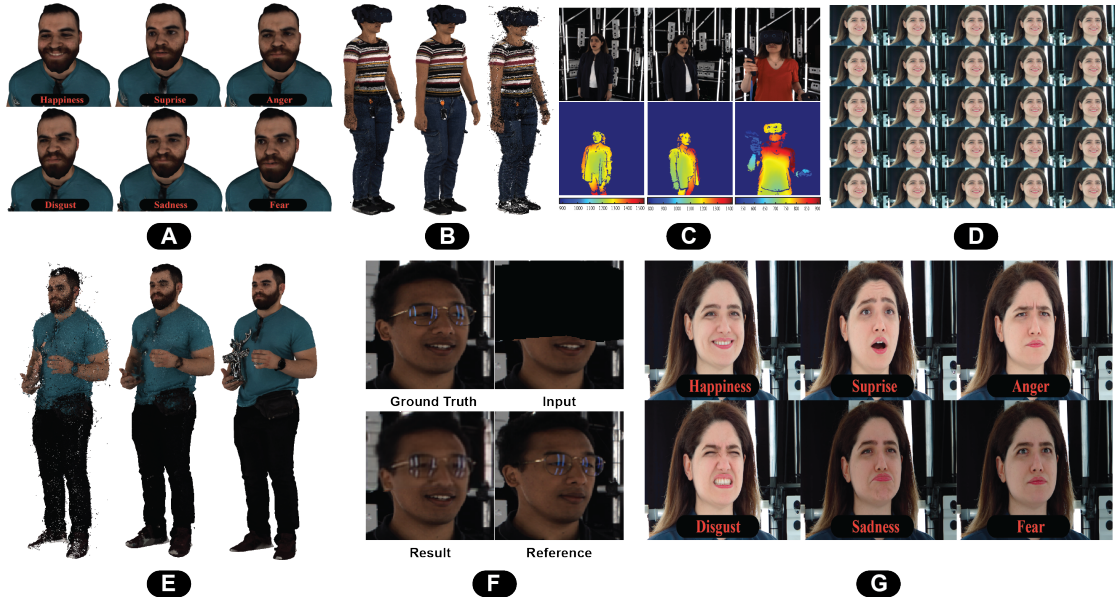 Happiness
Suprise
Anger
Disgust
Sadness
Fear
A
B
C
D
Ground Truth
Input
Result
Reference
Happiness
Suprise
Anger
Disgust
Sadness
Fear
E
F
G